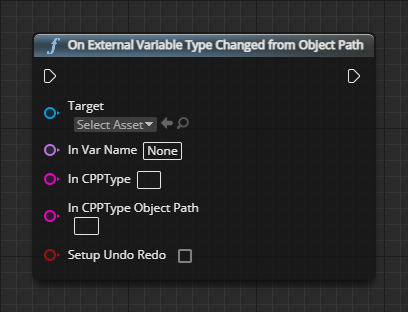 f On External Variable Type Changed from Object Path
Target
Select Asset
In Var Name None
In CPPType
In CPPType Object Path
Setup Undo Redo